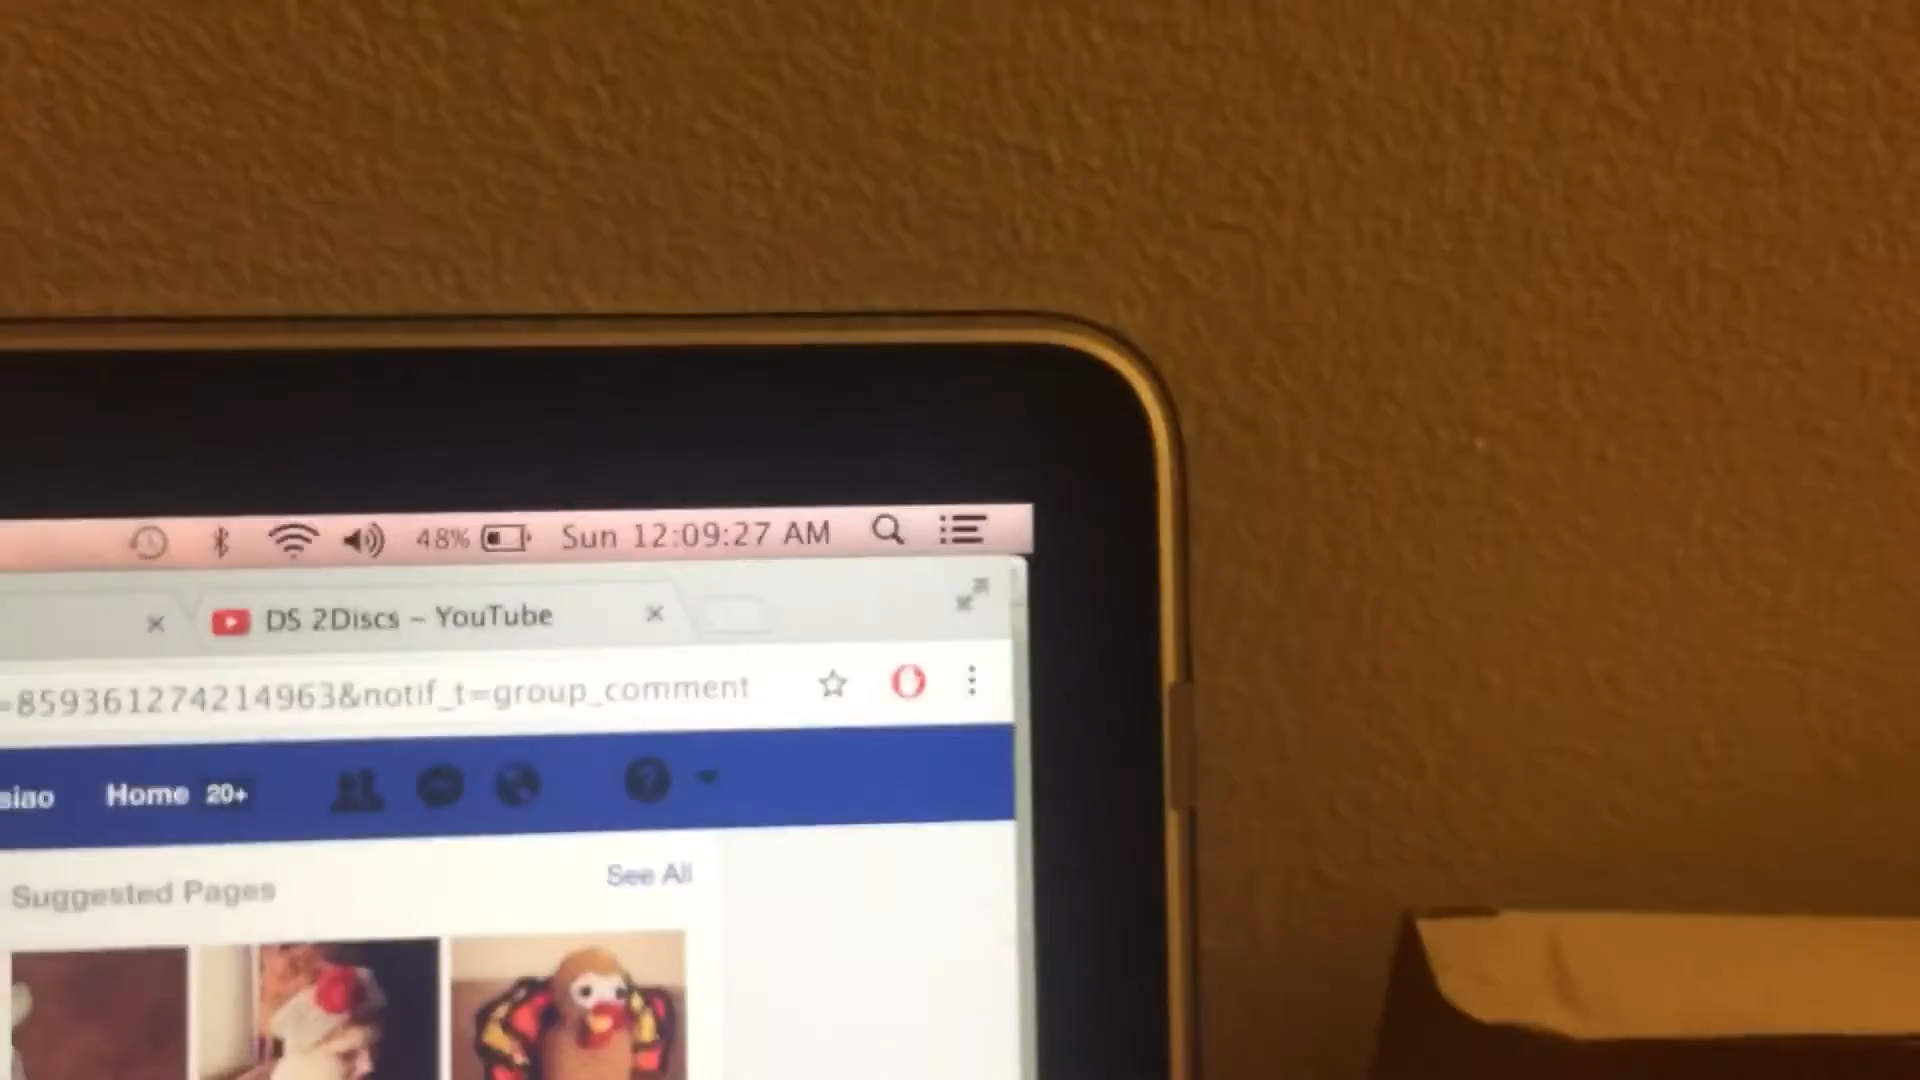 48% Sun 12:09:27 AM
DS 2Discs – YouTube
=859361274214963&notif_t=group_comment
siao Home 20+
Suggested Pages See All